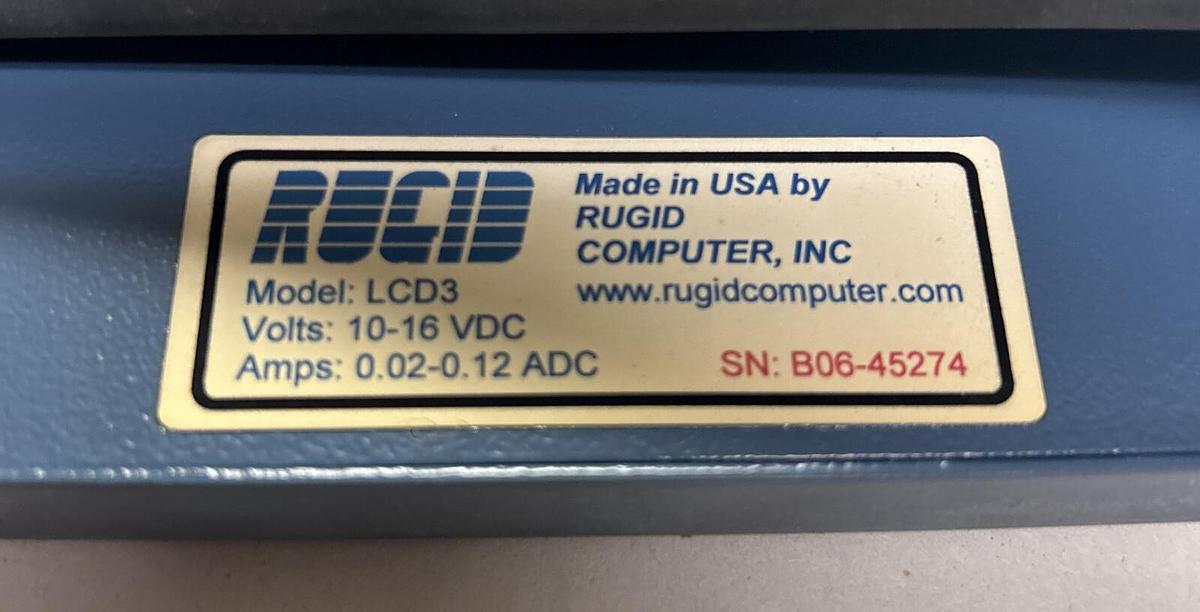 RUGID
Model: LCD3
Volts: 10-16 VDC
Amps: 0.02-0.12 ADC
Made in USA by
RUGID
COMPUTER, INC
www.rugidcomputer.com
SN: B06-45274